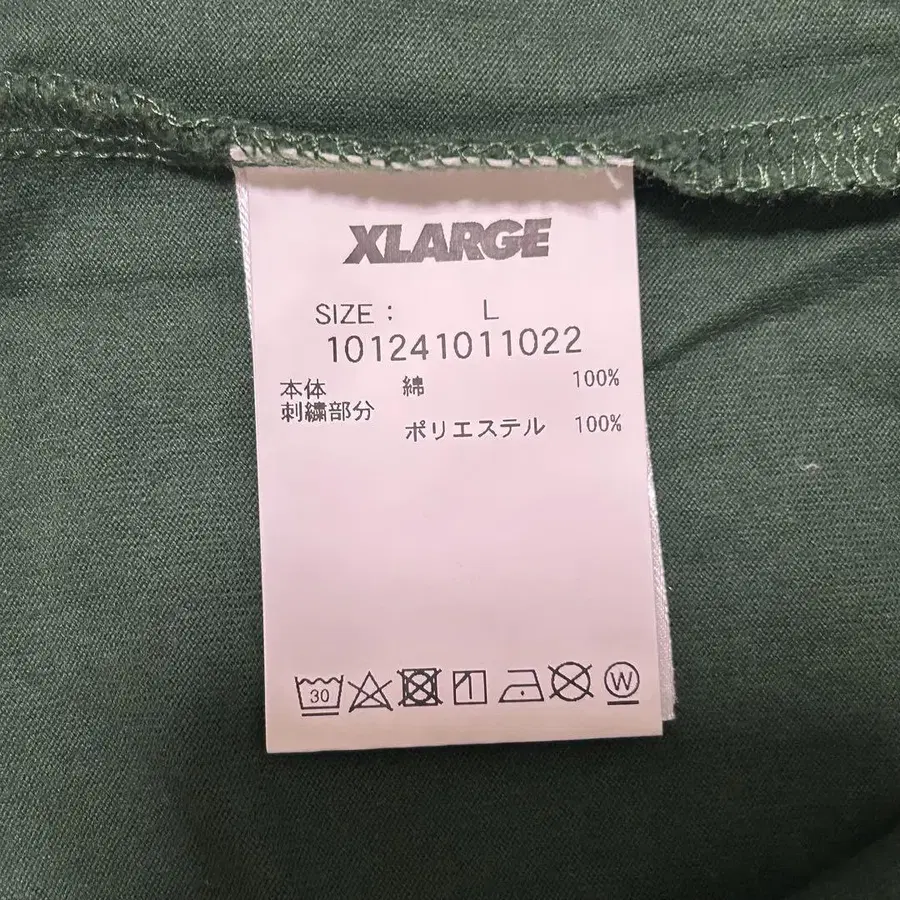 XLARGE
SIZE : L
101241011022
本体 綿 100%
刺繍部分
ポリエステル 100%
30 W